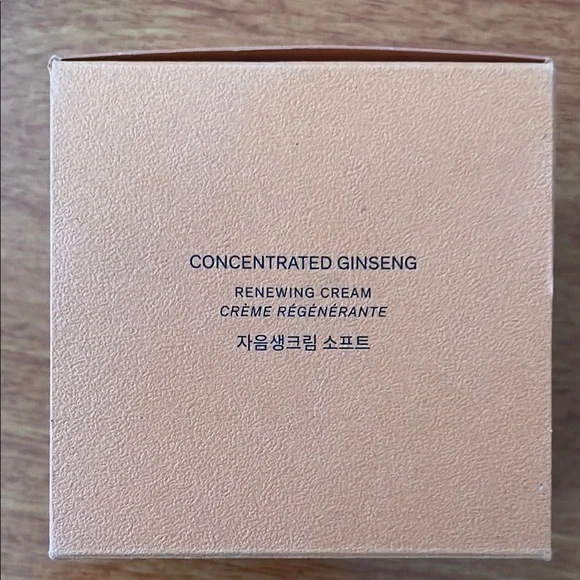 CONCENTRATED GINSENG
RENEWING CREAM
CRÈME RÉGÉNÉRANTE
자음생크림 소프트